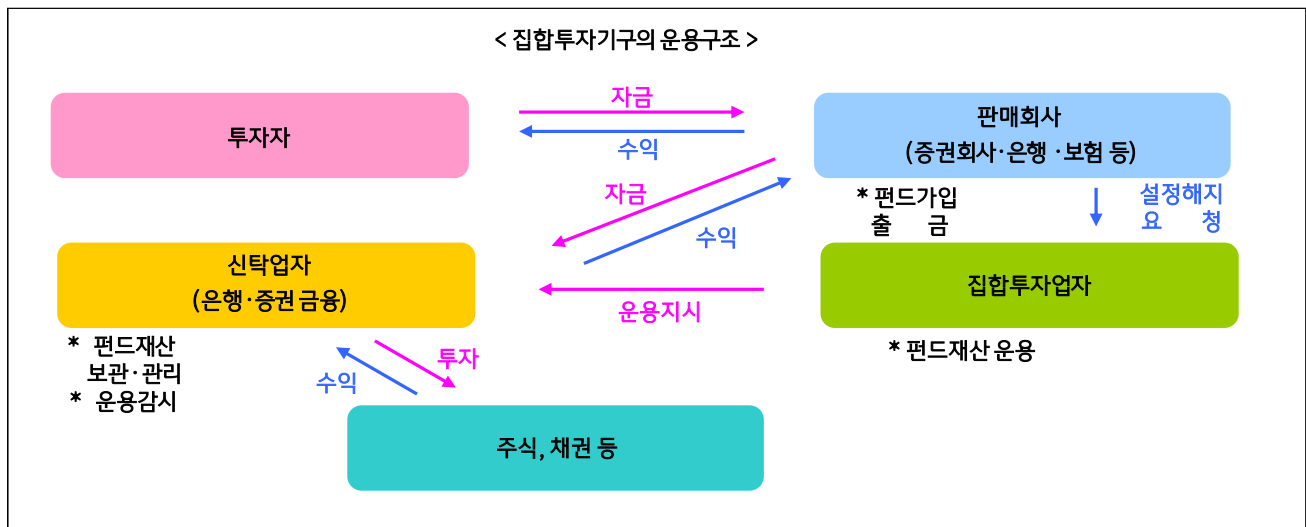 < 집합투자기구의 운용구조 >
투자자
자금
수익
판매회사
(증권회사·은행 ·보험 등)
자금
수익
* 펀드가입
출 금
설정해지
요 청
신탁업자
(은행·증권 금융)
운용지시
집합투자업자
* 펀드재산
보관·관리
* 운용감시
수익
투자
* 펀드재산 운용
주식, 채권 등